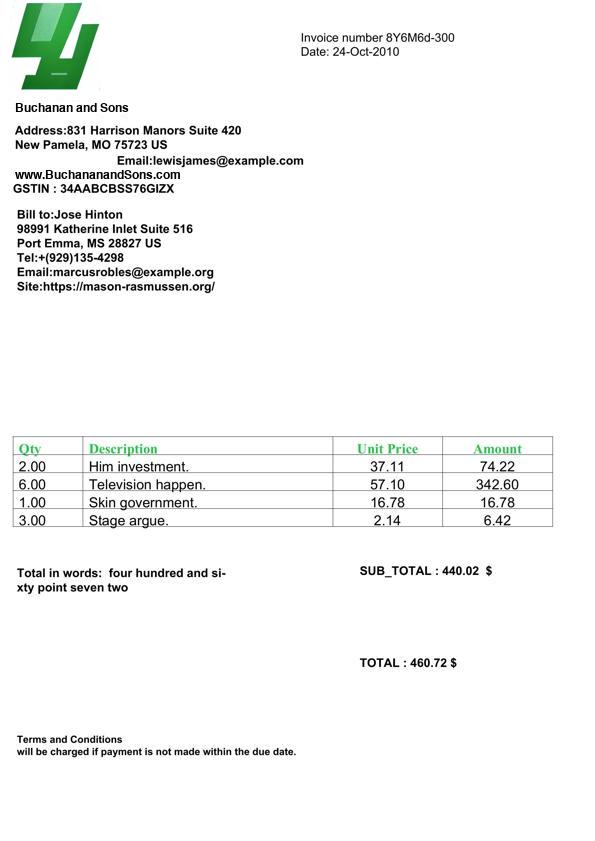 Invoice number 8Y6M6d-300
Date: 24-Oct-2010
Buchanan and Sons
Address:831 Harrison Manors Suite 420
New Pamela, MO 75723 US
Email:lewisjames@example.com
www.BuchananandSons.com
GSTIN : 34AABCBSS76GIZX
Bill to:Jose Hinton
98991 Katherine Inlet Suite 516
Port Emma, MS 28827 US
Tel:+(929)135-4298
Email:marcusrobles@example.org
Site:https://mason-rasmussen.org/
Qty Description Unit Price Amount
2.00 Him investment. 37.11 74.22
6.00 Television happen. 57.10 342.60
1.00 Skin government. 16.78 16.78
3.00 Stage argue. 2.14 6.42
Total in words:  four hundred and si-
xty point seven two
SUB_TOTAL : 440.02  $
TOTAL : 460.72 $
Terms and Conditions
will be charged if payment is not made within the due date.